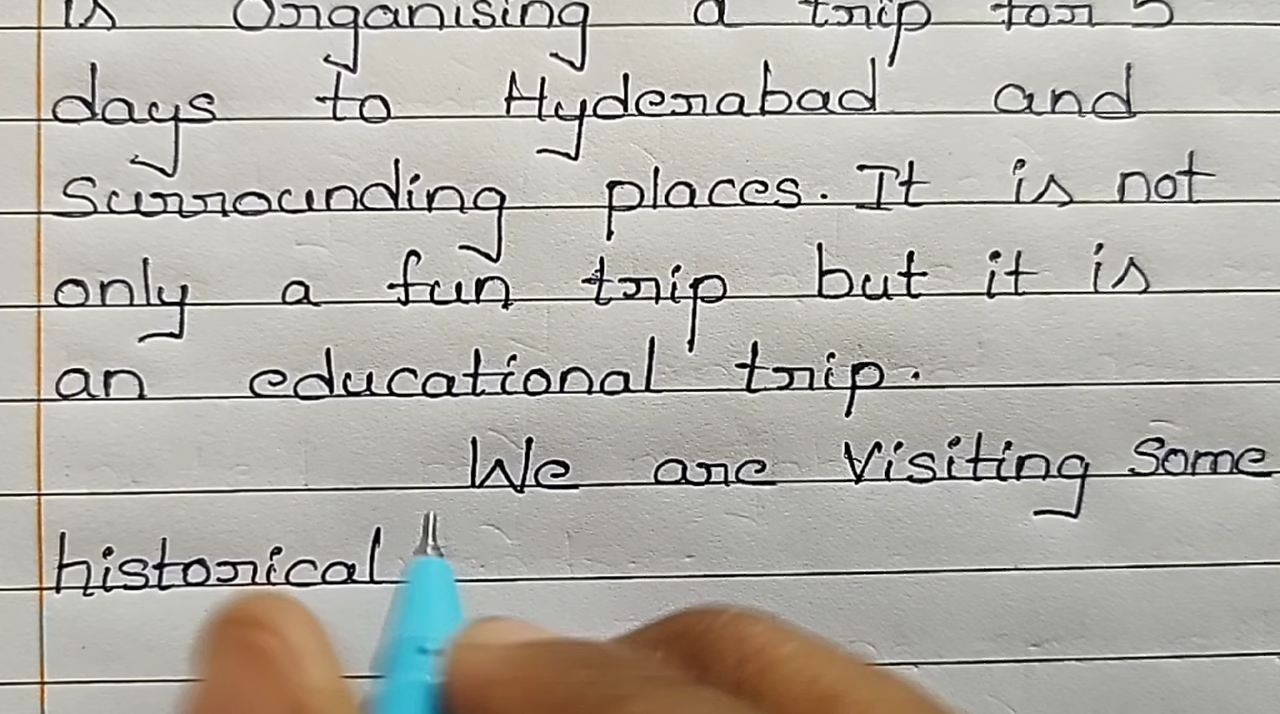 is Organising a trip for 5
days to Hyderabad and
Surrounding places. It is not
only a fun trip but it is
an educational trip.
We are Visiting Some
historical